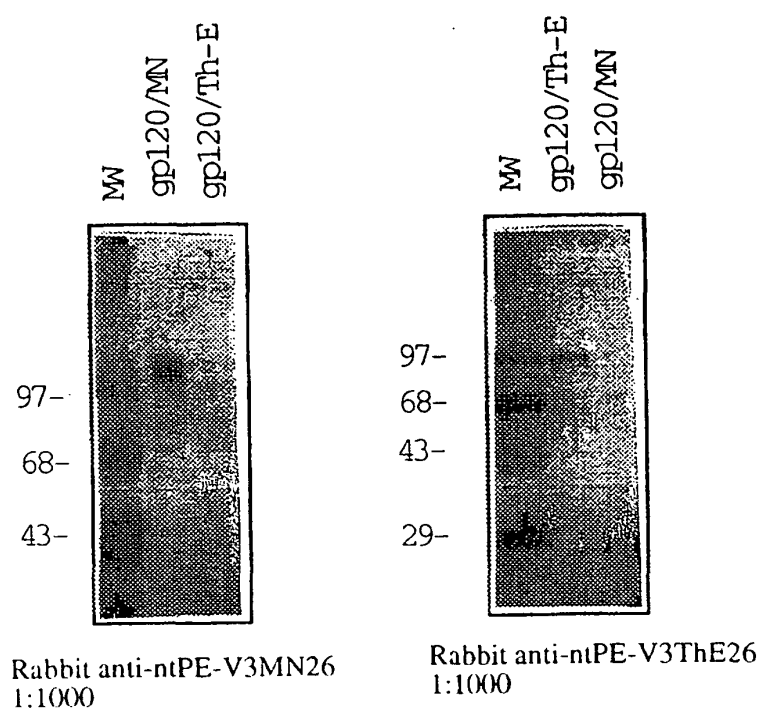 MW
gp120/MN
gp120/Th-E
97-
68-
43-
Rabbit anti-ntPE-V3MN26
1:1000
MW
gp120/Th-E
gp120/MN
97-
68-
43-
29-
Rabbit anti-ntPE-V3ThE26
1:1000